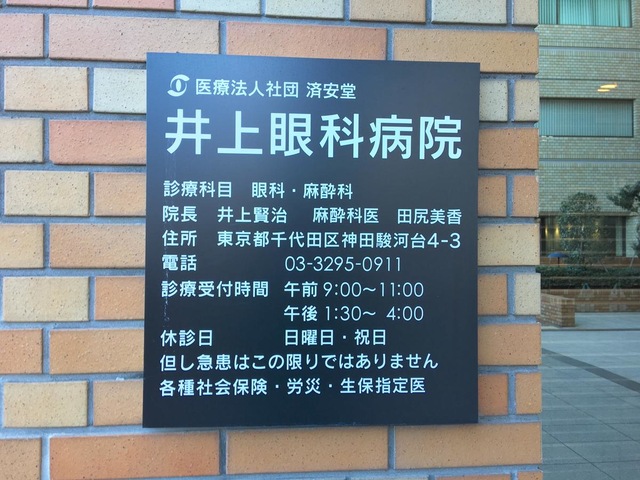 医療法人社団 済安堂
井上眼科病院
診療科目 眼科・麻酔科
院長 井上賢治 麻酔科医 田尻美香
住所 東京都千代田区神田駿河台4-3
電話 03-3295-0911
診療受付時間 午前 9:00～11:00
午後 1:30～ 4:00
休診日 日曜日・祝日
但し急患はこの限りではありません
各種社会保険・労災・生保指定医